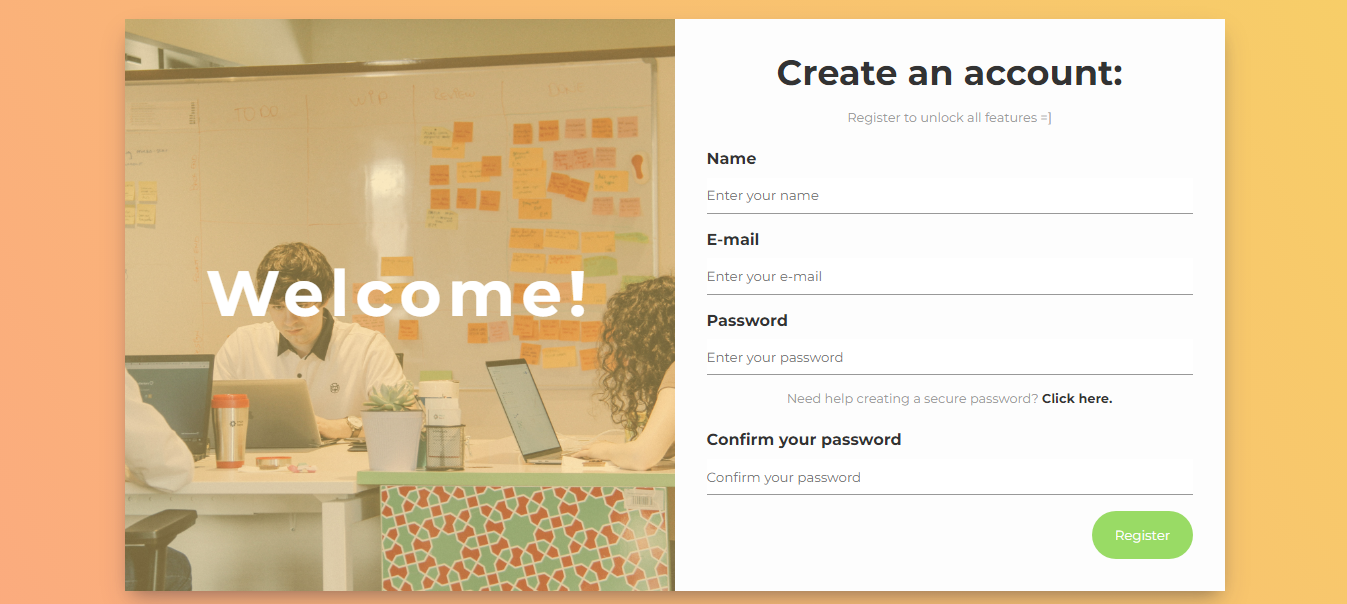 Welcome!
Create an account:
Register to unlock all features =]
Name
Enter your name
E-mail
Enter your e-mail
Password
Enter your password
Need help creating a secure password? Click here.
Confirm your password
Confirm your password
Register